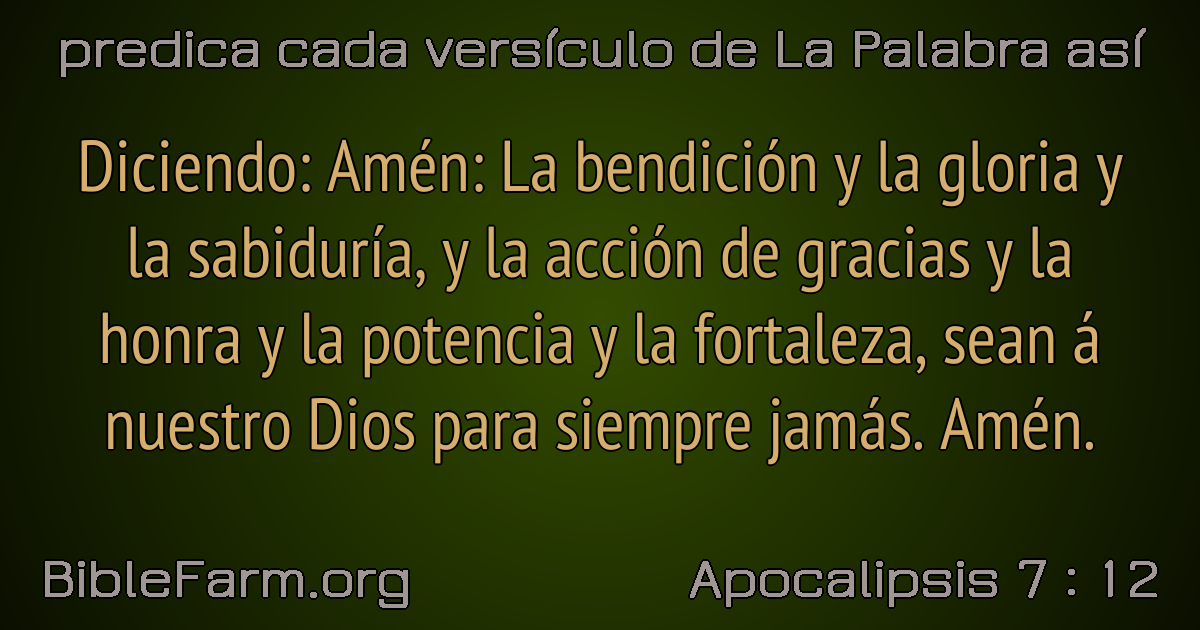 predica cada versículo de La Palabra así
Diciendo: Amén: La bendición y la gloria y
la sabiduría, y la acción de gracias y la
honra y la potencia y la fortaleza, sean á
nuestro Dios para siempre jamás. Amén.
BibleFarm.org
Apocalipsis 7 : 12